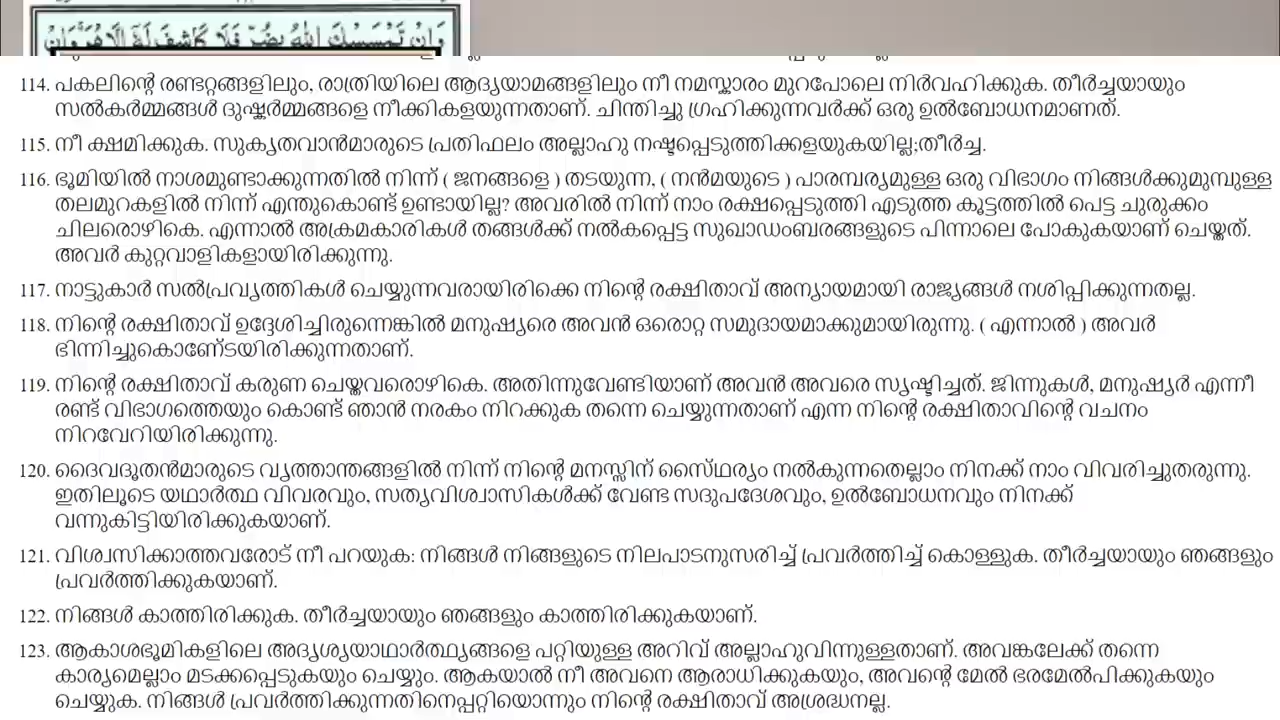 وَإِن يَمْسَسْكَ اللَّهُ بِضُرٍّ فَلَا كَاشِفَ لَهُ إِلَّا هُوَ وَإِن
114. പകലിന്റെ രണ്ടറ്റങ്ങളിലും, രാത്രിയിലെ ആദ്യയാമങ്ങളിലും നീ നമസ്കാരം മുറപോലെ നിർവഹിക്കുക. തീർച്ചയായും
സൽകർമ്മങ്ങൾ ദുഷ്കർമ്മങ്ങളെ നീക്കികളയുന്നതാണ്. ചിന്തിച്ചു ഗ്രഹിക്കുന്നവർക്ക് ഒരു ഉൽബോധനമാണത്.
115. നീ ക്ഷമിക്കുക. സുകൃതവാൻമാരുടെ പ്രതിഫലം അല്ലാഹു നഷ്ടപ്പെടുത്തിക്കളയുകയില്ല;തീർച്ച.
116. ഭൂമിയിൽ നാശമുണ്ടാക്കുന്നതിൽ നിന്ന് ( ജനങ്ങളെ ) തടയുന്ന, ( നൻമയുടെ ) പാരമ്പര്യമുള്ള ഒരു വിഭാഗം നിങ്ങൾക്കുമുമ്പുള്ള
തലമുറകളിൽ നിന്ന് എന്തുകൊണ്ട് ഉണ്ടായില്ല? അവരിൽ നിന്ന് നാം രക്ഷപ്പെടുത്തി എടുത്ത കൂട്ടത്തിൽ പെട്ട ചുരുക്കം
ചിലരൊഴികെ. എന്നാൽ അക്രമകാരികൾ തങ്ങൾക്ക് നൽകപ്പെട്ട സുഖാഡംബരങ്ങളുടെ പിന്നാലെ പോകുകയാണ് ചെയ്തത്.
അവർ കുറ്റവാളികളായിരിക്കുന്നു.
117. നാട്ടുകാർ സൽപ്രവൃത്തികൾ ചെയ്യുന്നവരായിരിക്കെ നിന്റെ രക്ഷിതാവ് അന്യായമായി രാജ്യങ്ങൾ നശിപ്പിക്കുന്നതല്ല.
118. നിന്റെ രക്ഷിതാവ് ഉദ്ദേശിച്ചിരുന്നെങ്കിൽ മനുഷ്യരെ അവൻ ഒരൊറ്റ സമുദായമാക്കുമായിരുന്നു. ( എന്നാൽ ) അവർ
ഭിന്നിച്ചുകൊണേ്ടയിരിക്കുന്നതാണ്.
119. നിന്റെ രക്ഷിതാവ് കരുണ ചെയ്തവരൊഴികെ. അതിന്നുവേണ്ടിയാണ് അവൻ അവരെ സൃഷ്ടിച്ചത്. ജിന്നുകൾ, മനുഷ്യർ എന്നീ
രണ്ട് വിഭാഗത്തെയും കൊണ്ട് ഞാൻ നരകം നിറക്കുക തന്നെ ചെയ്യുന്നതാണ് എന്ന നിന്റെ രക്ഷിതാവിന്റെ വചനം
നിറവേറിയിരിക്കുന്നു.
120. ദൈവദൂതൻമാരുടെ വൃത്താന്തങ്ങളിൽ നിന്ന് നിന്റെ മനസ്സിന് സൈ്ഥര്യം നൽകുന്നതെല്ലാം നിനക്ക് നാം വിവരിച്ചുതരുന്നു.
ഇതിലൂടെ യഥാർത്ഥ വിവരവും, സത്യവിശ്വാസികൾക്ക് വേണ്ട സദുപദേശവും, ഉൽബോധനവും നിനക്ക്
വന്നുകിട്ടിയിരിക്കുകയാണ്.
121. വിശ്വസിക്കാത്തവരോട് നീ പറയുക: നിങ്ങൾ നിങ്ങളുടെ നിലപാടനുസരിച്ച് പ്രവർത്തിച്ച് കൊള്ളുക. തീർച്ചയായും ഞങ്ങളും
പ്രവർത്തിക്കുകയാണ്.
122. നിങ്ങൾ കാത്തിരിക്കുക. തീർച്ചയായും ഞങ്ങളും കാത്തിരിക്കുകയാണ്.
123. ആകാശഭൂമികളിലെ അദൃശ്യയാഥാർത്ഥ്യങ്ങളെ പറ്റിയുള്ള അറിവ് അല്ലാഹുവിന്നുള്ളതാണ്. അവങ്കലേക്ക് തന്നെ
കാര്യമെല്ലാം മടക്കപ്പെടുകയും ചെയ്യും. ആകയാൽ നീ അവനെ ആരാധിക്കുകയും, അവന്റെ മേൽ ഭരമേൽപിക്കുകയും
ചെയ്യുക. നിങ്ങൾ പ്രവർത്തിക്കുന്നതിനെപ്പറ്റിയൊന്നും നിന്റെ രക്ഷിതാവ് അശ്രദ്ധനല്ല.